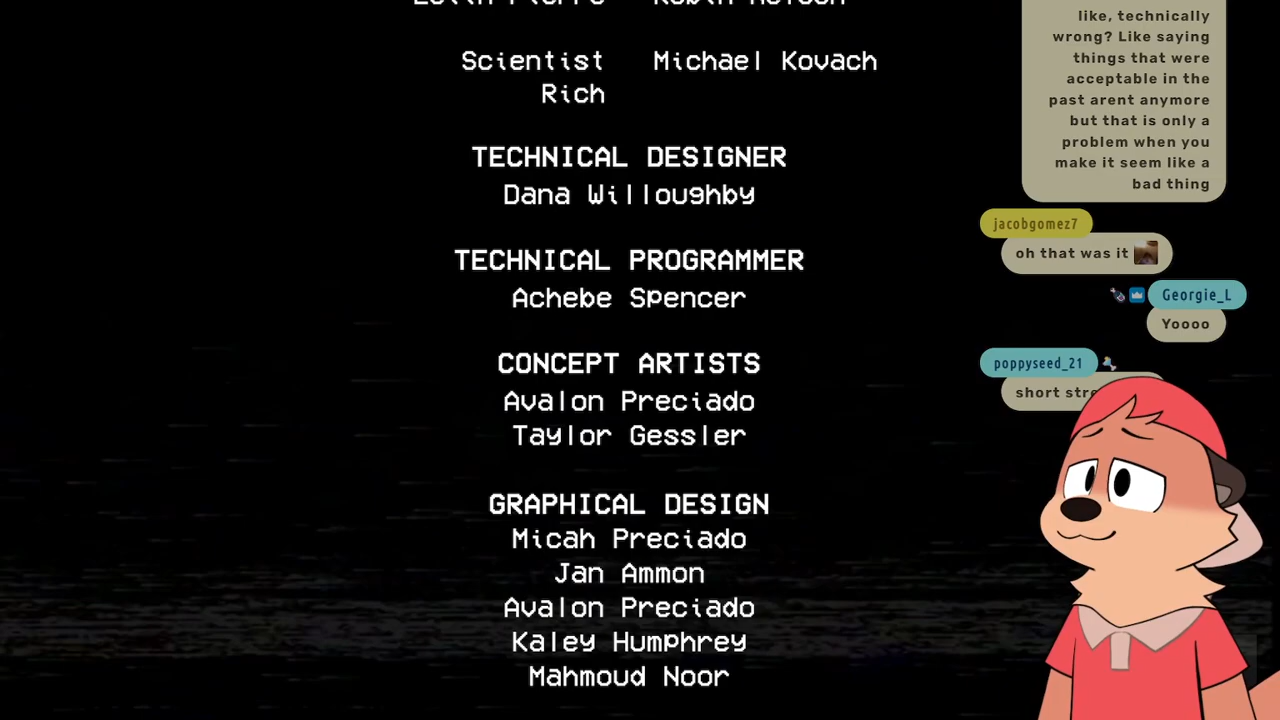 Scientist Michael Kovach
Rich
TECHNICAL DESIGNER
Dana Willoughby
TECHNICAL PROGRAMMER
Achebe Spencer
CONCEPT ARTISTS
Avalon Preciado
Taylor Gessler
GRAPHICAL DESIGN
Micah Preciado
Jan Ammon
Avalon Preciado
Kaley Humphrey
Mahmoud Noor
like, technically
wrong? Like saying
things that were
acceptable in the
past arent anymore
but that is only a
problem when you
make it seem like a
bad thing
jacobgomez7
oh that was it
Georgie_L
Yoooo
poppyseed_21
short